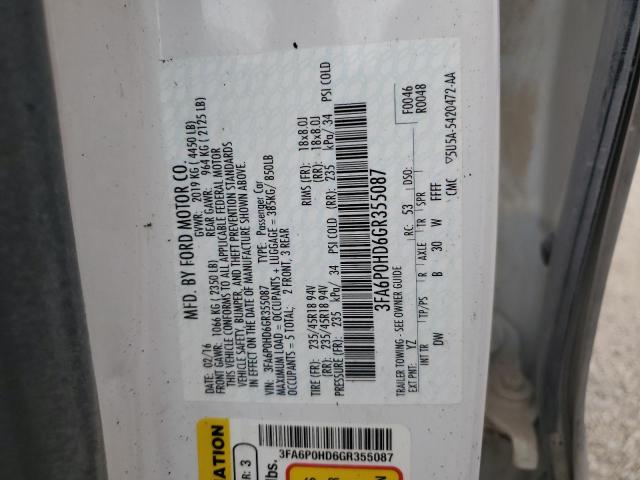 MFD. BY FORD MOTOR CO.
DATE: 02/16 GVWR: 2019 KG ( 4450 LB)
FRONT GAWR: 1066 KG ( 2350 LB) REAR GAWR: 964 KG ( 2125 LB)
THIS VEHICLE CONFORMS TO ALL APPLICABLE FEDERAL MOTOR
VEHICLE SAFETY, BUMPER, AND THEFT PREVENTION STANDARDS
IN EFFECT ON THE DATE OF MANUFACTURE SHOWN ABOVE.
VIN: 3FA6P0HD6GR355087 TYPE: Passenger Car
MAXIMUM LOAD = OCCUPANTS + LUGGAGE = 385KG/ 850LB
OCCUPANTS = 5 TOTAL: 2 FRONT, 3 REAR
TIRE (FR): 235/45R18 94V RIMS (FR): 18x8.0J
(RR): 235/45R18 94V (RR): 18x8.0J
PRESSURE (FR): 235 kPa/ 34 PSI COLD (RR): 235 kPa/ 34 PSI COLD
3FA6P0HD6GR355087
F0046
R0048
TRAILER TOWING - SEE OWNER GUIDE
EXT PNT: YZ RC: 53 DSO:
INT TR TP/PS R AXLE TR SPR
DW B 30 W FFFF
CMC 5U5A-5420472-AA
3FA6P0HD6GR355087
R: 3
lbs.